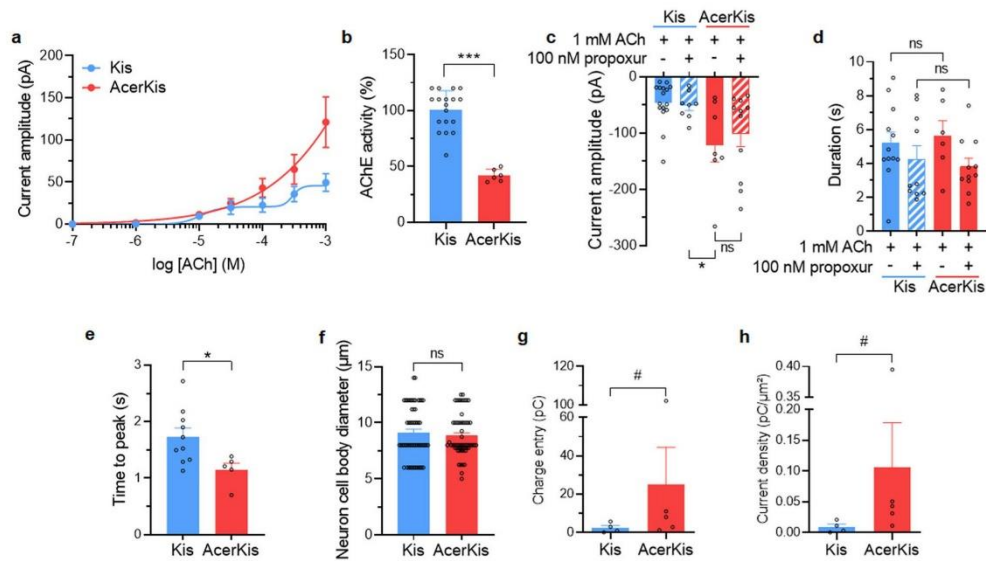 a
Current amplitude (pA)
200
150
100
50
0
Kis
AcerKis
-7 -6 -5 -4 -3
log [ACh] (M)
b
AChE activity (%)
150
100
50
0
***
Kis AcerKis
c
Kis AcerKis
1 mM ACh + + + +
100 nM propoxur - + - +
Current amplitude (pA)
0
-100
-200
-300
ns
*
d
Duration (s)
10
8
6
4
2
0
ns
ns
1 mM ACh + + + +
100 nM propoxur - + - +
Kis AcerKis
e
Time to peak (s)
3
2
1
0
*
Kis AcerKis
f
Neuron cell body diameter (µm)
15
10
5
0
ns
Kis AcerKis
g
Charge entry (pC)
120
100
60
40
20
0
#
Kis AcerKis
h
Current density (pC/µm²)
0.40
0.35
0.20
0.15
0.10
0.05
0.00
#
Kis AcerKis